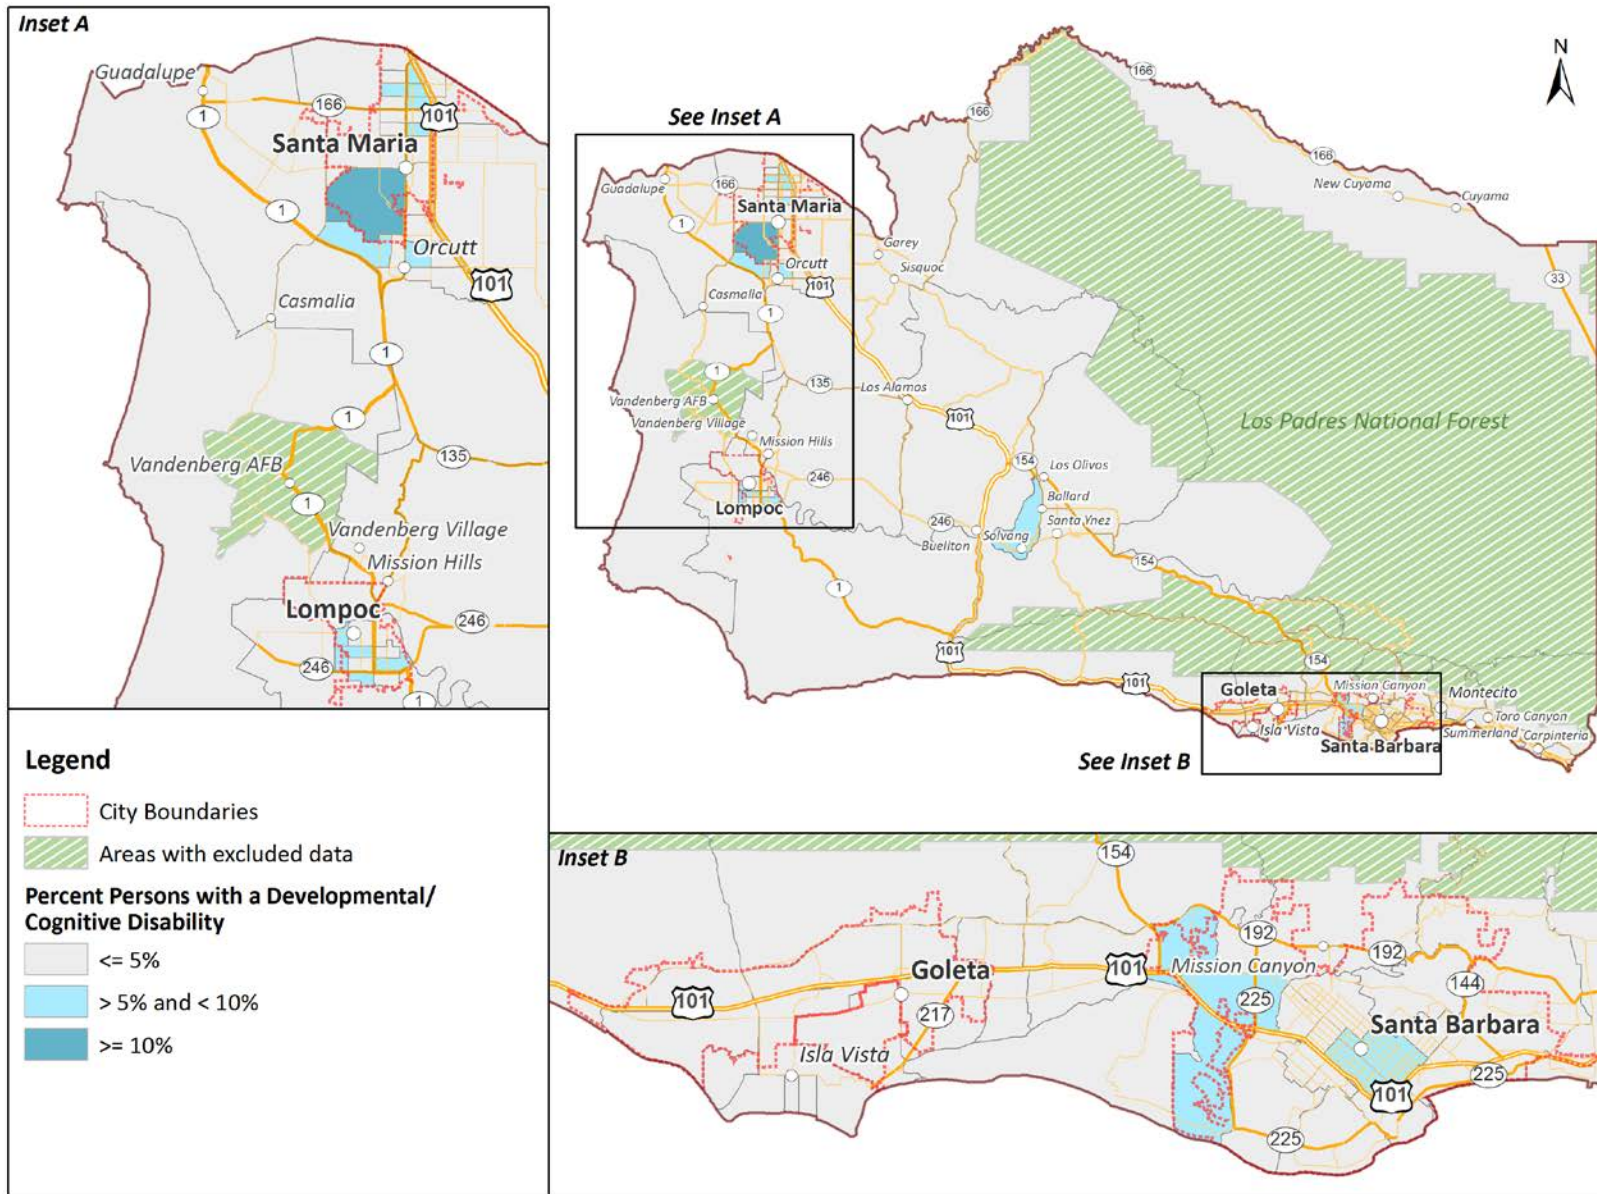 Inset A
Guadalupe
166
101
1
Santa Maria
1
Orcutt
101
Casmalia
1
1
Vandenberg AFB
135
1
Vandenberg Village
Mission Hills
Lompoc
246
246
1
Legend
City Boundaries
Areas with excluded data
Percent Persons with a Developmental/
Cognitive Disability
<= 5%
> 5% and < 10%
>= 10%
N
See Inset A
166
166
166
New Cuyama
Cuyama
Guadalupe
166
Santa Maria
1
Garey
Orcutt
Sisquoc
101
33
Casmalia
1
1
135
Los Alamos
Vandenberg AFB
101
Los Padres National Forest
Vandenberg Village
Mission Hills
154
Los Olivos
246
Lompoc
Ballard
246
Santa Ynez
Buellton
Solvang
154
1
101
154
101
Goleta
Mission Canyon
Montecito
Isla Vista
Toro Canyon
Santa Barbara
Summerland
Carpinteria
See Inset B
Inset B
154
192
192
Goleta
101
Mission Canyon
101
225
144
217
Santa Barbara
Isla Vista
225
101
225